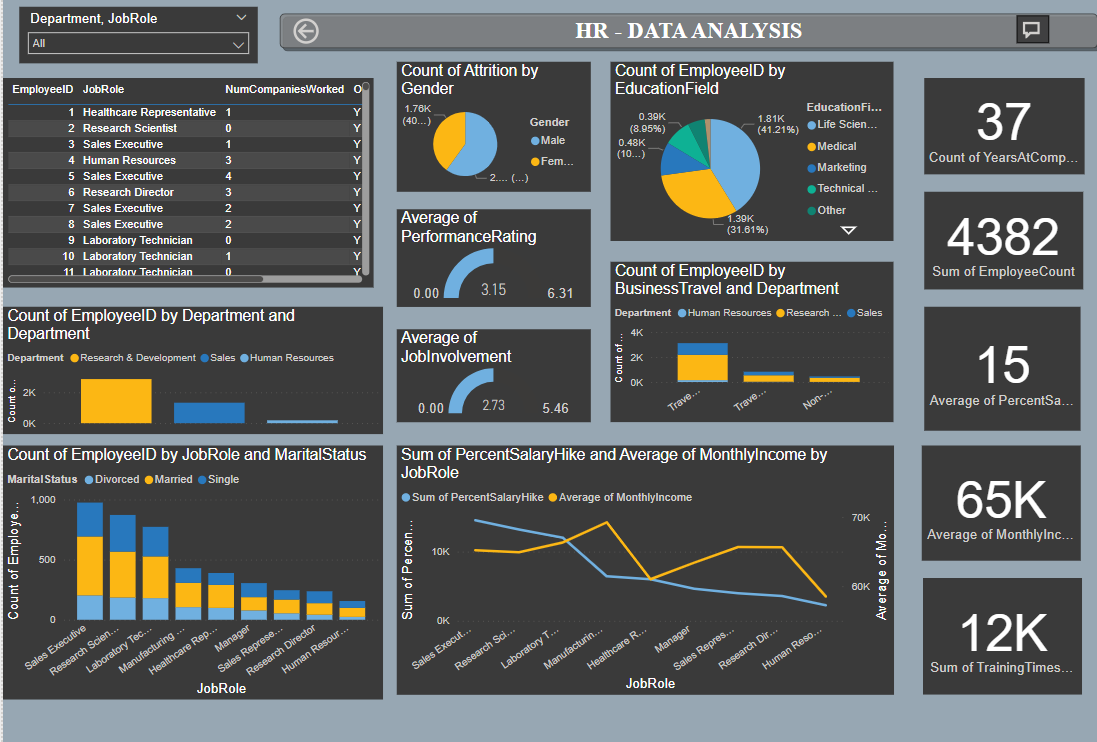 Department, JobRole
All
HR - DATA ANALYSIS
EmployeeID JobRole NumCompaniesWorked O
1 Healthcare Representative 1 Y
2 Research Scientist 0 Y
3 Sales Executive 1 Y
4 Human Resources 3 Y
5 Sales Executive 4 Y
6 Research Director 3 Y
7 Sales Executive 2 Y
8 Sales Executive 2 Y
9 Laboratory Technician 0 Y
10 Laboratory Technician 1 Y
11 Laboratory Technician 0 Y
Count of Attrition by
Gender
1.76K
(40...)
2.... (...)
Gender
Male
Fem...
Count of EmployeeID by
EducationField
0.39K
(8.95%)
0.48K
(10...)
1.81K
(41.21%)
1.39K
(31.61%)
EducationFi...
Life Scien...
Medical
Marketing
Technical ...
Other
37
Count of YearsAtComp...
Average of
PerformanceRating
0.00 3.15 6.31
4382
Sum of EmployeeCount
Count of EmployeeID by
BusinessTravel and Department
Department Human Resources Research ... Sales
Count of ...
4K
2K
0K
Trave... Trave... Non-...
Count of EmployeeID by Department and
Department
Department Research & Development Sales Human Resources
Count o...
2K
0K
Average of
JobInvolvement
0.00 2.73 5.46
15
Average of PercentSa...
Count of EmployeeID by JobRole and MaritalStatus
MaritalStatus Divorced Married Single
Count of Employe...
1,000
500
0
Sales Executive Research Scien... Laboratory Tec... Manufacturing ... Healthcare Rep... Manager Sales Represe... Research Director Human Resour...
JobRole
Sum of PercentSalaryHike and Average of MonthlyIncome by
JobRole
Sum of PercentSalaryHike Average of MonthlyIncome
Sum of Percen...
10K
0K
70K
60K
Average of Mo...
Sales Execut... Research Sci... Laboratory T... Manufacturin... Healthcare R... Manager Sales Repres... Research Dir... Human Reso...
JobRole
65K
Average of MonthlyInc...
12K
Sum of TrainingTimes...